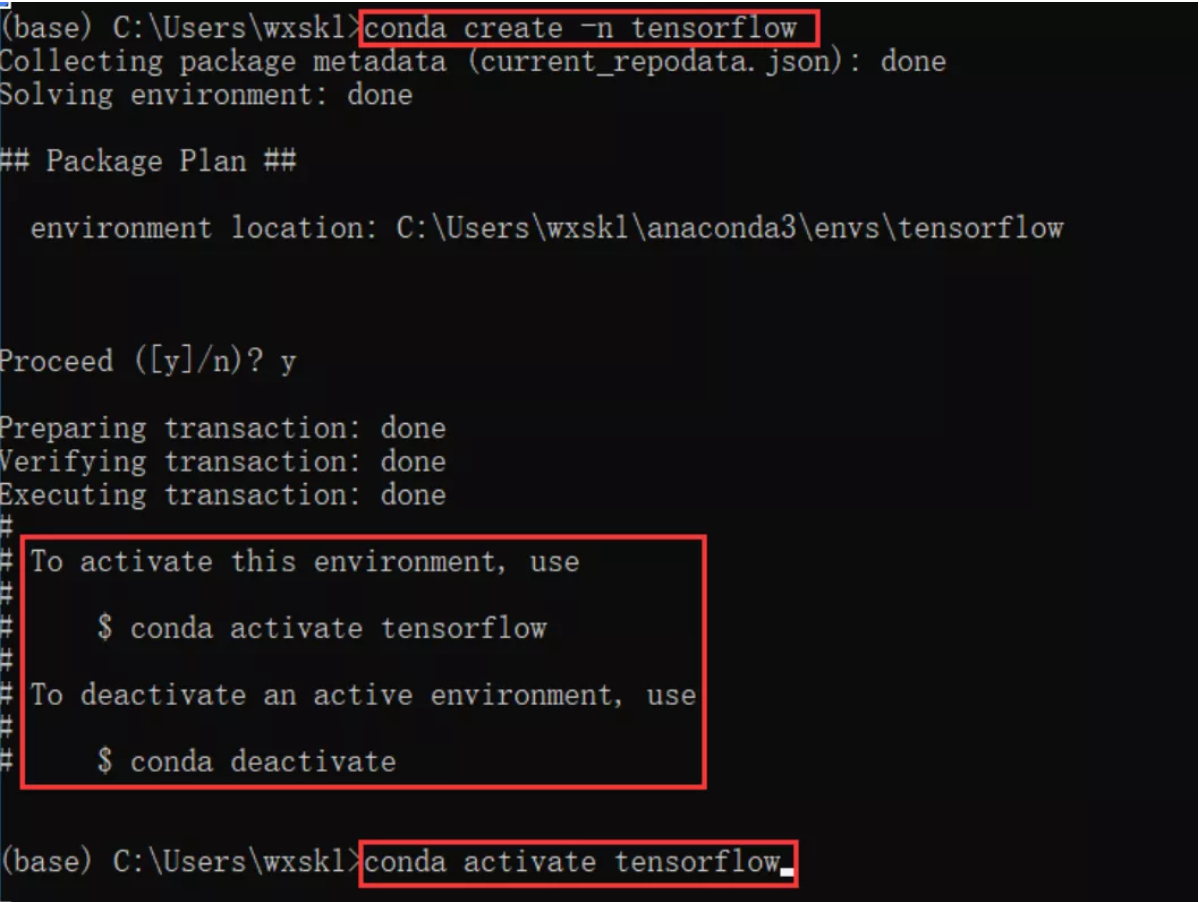 (base) C:\Users\wxskl>conda create -n tensorflow
Collecting package metadata (current_repodata.json): done
Solving environment: done
## Package Plan ##
environment location: C:\Users\wxskl\anaconda3\envs\tensorflow
Proceed ([y]/n)? y
Preparing transaction: done
Verifying transaction: done
Executing transaction: done
#
# To activate this environment, use
#
#     $ conda activate tensorflow
#
# To deactivate an active environment, use
#
#     $ conda deactivate
(base) C:\Users\wxskl>conda activate tensorflow_